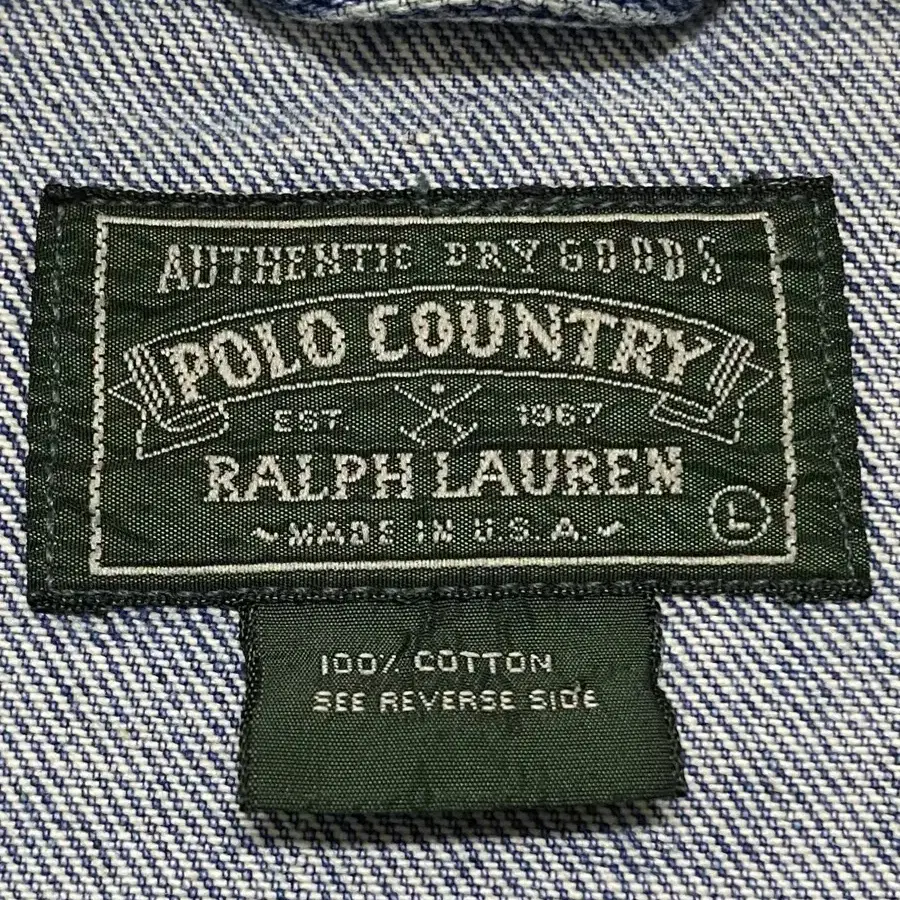 AUTHENTIC DRY GOODS
POLO COUNTRY
EST. 1967
RALPH LAUREN
MADE IN U.S.A.
L
100% COTTON
SEE REVERSE SIDE